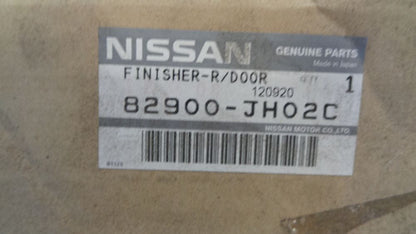 NISSAN
GENUINE PARTS
Made in Japan
FINISHER-R/DOOR
1
120920
82900-JH02C
NISSAN MOTOR CO.,LTD.